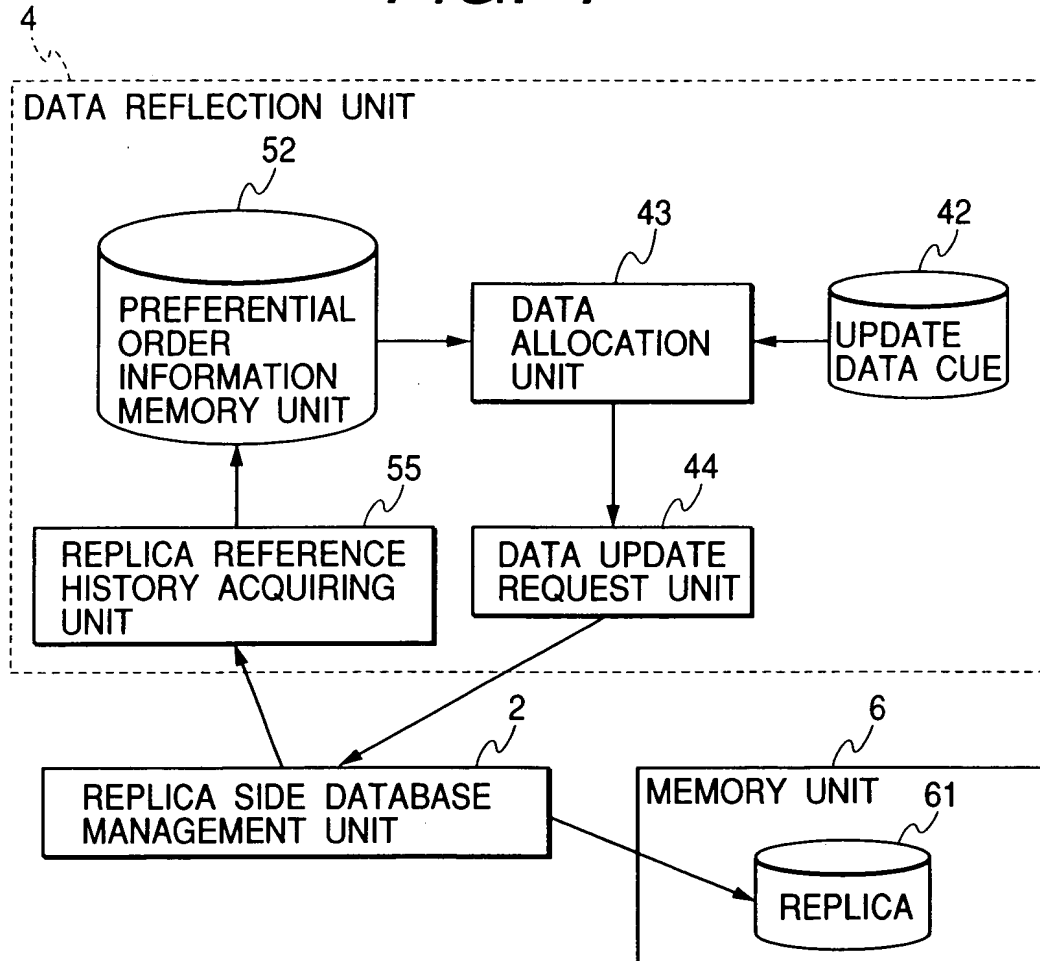 4
DATA REFLECTION UNIT
52
43
42
PREFERENTIAL
ORDER
INFORMATION
MEMORY UNIT
DATA
ALLOCATION
UNIT
UPDATE
DATA CUE
55
44
REPLICA REFERENCE
HISTORY ACQUIRING
UNIT
DATA UPDATE
REQUEST UNIT
2
6
REPLICA SIDE DATABASE
MANAGEMENT UNIT
MEMORY UNIT
61
REPLICA